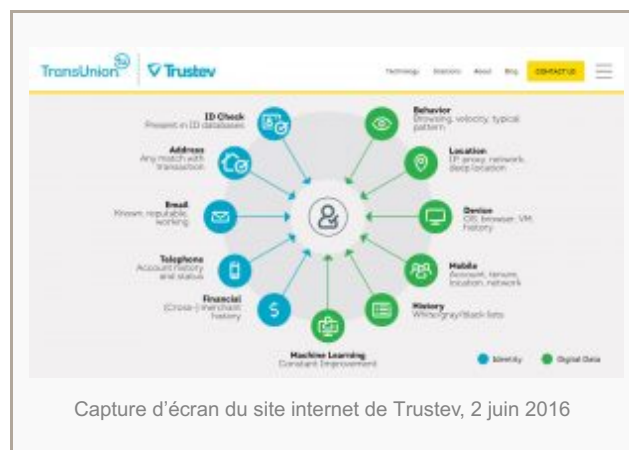 TransUnion
Trustev
Technology Solutions About Blog CONTACT US
ID Check
Present in ID databases
Address
Any match with
transaction
Email
Known, reputable,
working
Telephone
Account history
and status
Financial
(Cross-) merchant
history
Machine Learning
Constant Improvement
Behavior
Browsing, velocity, typical
pattern
Location
IP, proxy, network,
deep location
Device
OS, browser, VM,
history
Mobile
Account, tenure,
location, network
History
White/gray/black lists
Identity
Digital Data
Capture d’écran du site internet de Trustev, 2 juin 2016